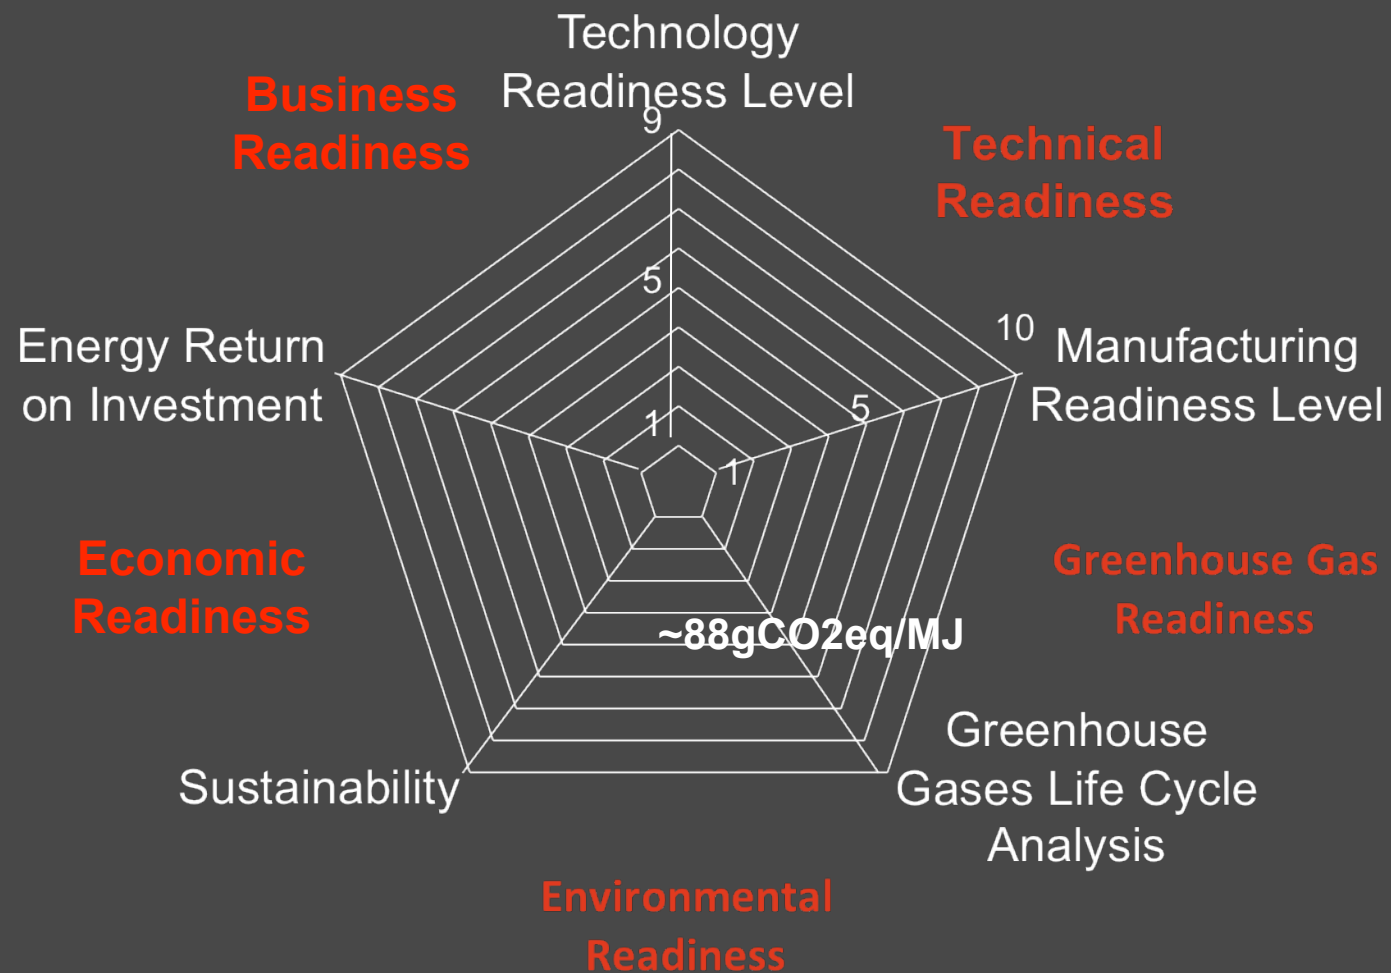 Technology
Readiness Level
Business
Readiness
Technical
Readiness
9
5
1
Energy Return
on Investment
10
5
1
Manufacturing
Readiness Level
Economic
Readiness
Greenhouse Gas
Readiness
~88gCO2eq/MJ
Sustainability
Greenhouse
Gases Life Cycle
Analysis
Environmental
Readiness